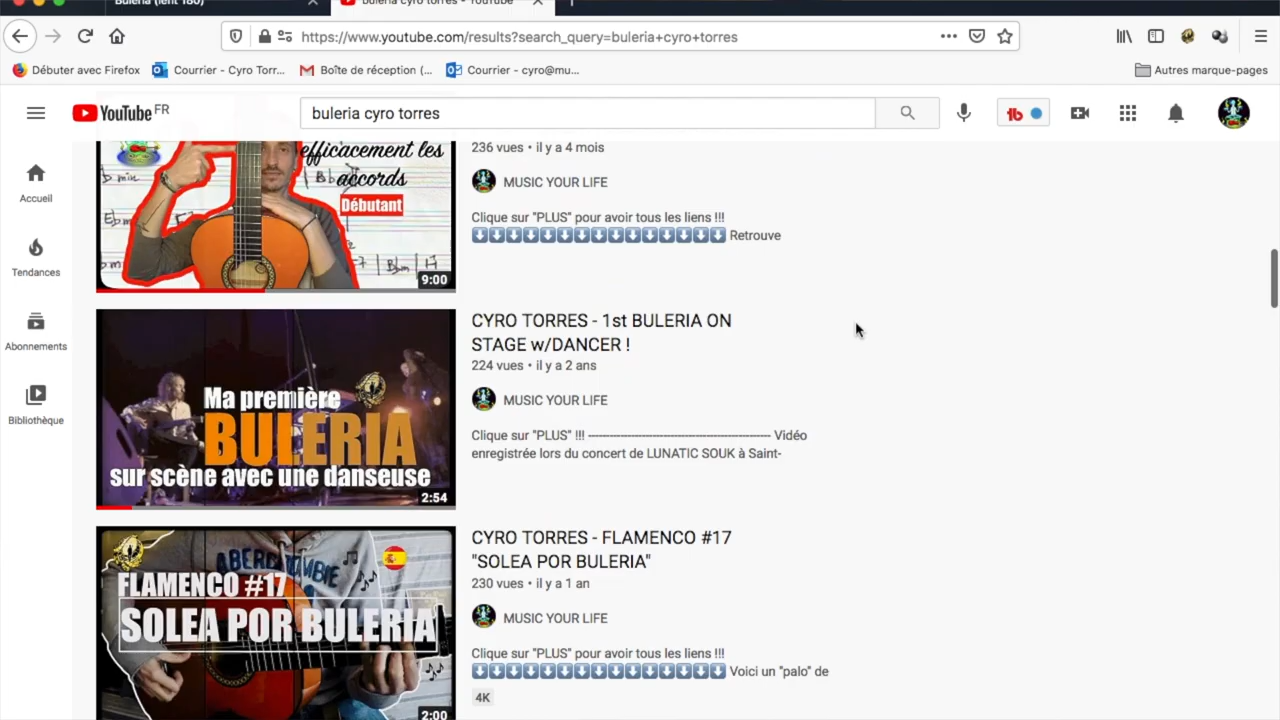 Buleria (lent 180)
buleria cyro torres - YouTube
https://www.youtube.com/results?search_query=buleria+cyro+torres
Débuter avec Firefox
Courrier - Cyro Torr...
Boîte de réception (...
Courrier - cyro@mu...
Autres marque-pages
YouTube FR
buleria cyro torres
Accueil
Tendances
Abonnements
Bibliothèque
efficacement les
accords
Débutant
9:00
236 vues • il y a 4 mois
MUSIC YOUR LIFE
Clique sur "PLUS" pour avoir tous les liens !!!
⬇⬇⬇⬇⬇⬇⬇⬇⬇⬇⬇⬇⬇⬇⬇ Retrouve
Ma première
BULERIA
sur scène avec une danseuse
2:54
CYRO TORRES - 1st BULERIA ON
STAGE w/DANCER !
224 vues • il y a 2 ans
MUSIC YOUR LIFE
Clique sur "PLUS" !!! -------------------------------------------------- Vidéo
enregistrée lors du concert de LUNATIC SOUK à Saint-
ABERCROMBIE
FLAMENCO #17
SOLEA POR BULERIA
2:00
CYRO TORRES - FLAMENCO #17
"SOLEA POR BULERIA"
230 vues • il y a 1 an
MUSIC YOUR LIFE
Clique sur "PLUS" pour avoir tous les liens !!!
⬇⬇⬇⬇⬇⬇⬇⬇⬇⬇⬇⬇⬇⬇⬇ Voici un "palo" de
4K